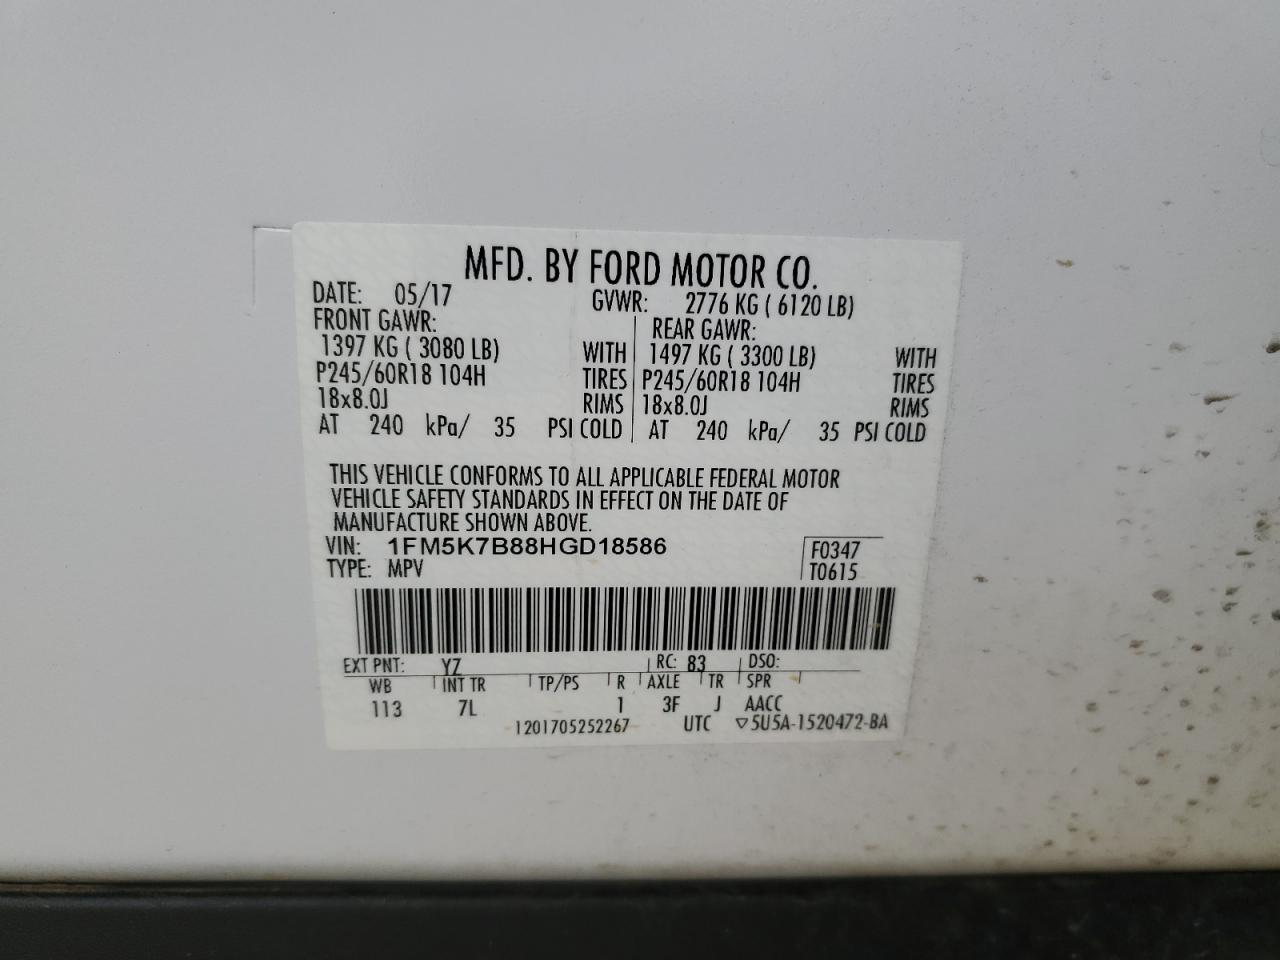 MFD. BY FORD MOTOR CO.
DATE: 05/17 GVWR: 2776 KG ( 6120 LB)
FRONT GAWR: REAR GAWR:
1397 KG ( 3080 LB) WITH 1497 KG ( 3300 LB) WITH
P245/60R18 104H TIRES P245/60R18 104H TIRES
18x8.0J RIMS 18x8.0J RIMS
AT 240 kPa/ 35 PSI COLD AT 240 kPa/ 35 PSI COLD
THIS VEHICLE CONFORMS TO ALL APPLICABLE FEDERAL MOTOR
VEHICLE SAFETY STANDARDS IN EFFECT ON THE DATE OF
MANUFACTURE SHOWN ABOVE.
VIN: 1FM5K7B88HGD18586 F0347
TYPE: MPV T0615
EXT PNT: YZ RC: 83 DSO:
WB INT TR TP/PS R AXLE TR SPR
113 7L 1 3F J AACC
1201705252267 UTC ▽5U5A-1520472-BA